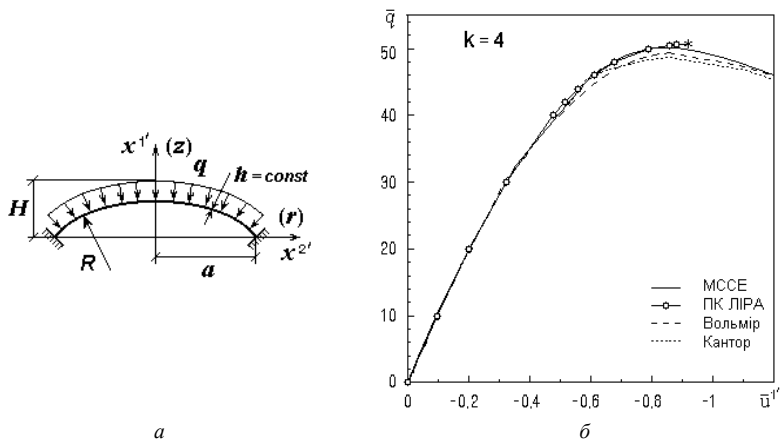 x¹′ (z)
q
h = const
H
(r)
R
x²′
a
а
q̄
k = 4
50
40
30
20
10
0
0 -0,2 -0,4 -0,6 -0,8 -1 ū¹′
МССЕ
ПК ЛІРА
Вольмір
Кантор
б